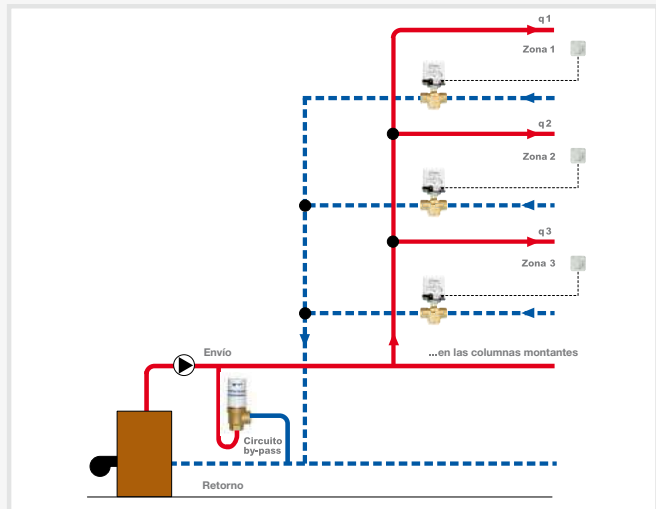 q1
Zona 1
q2
Zona 2
q3
Zona 3
Envío
...en las columnas montantes
Circuito
by-pass
Retorno